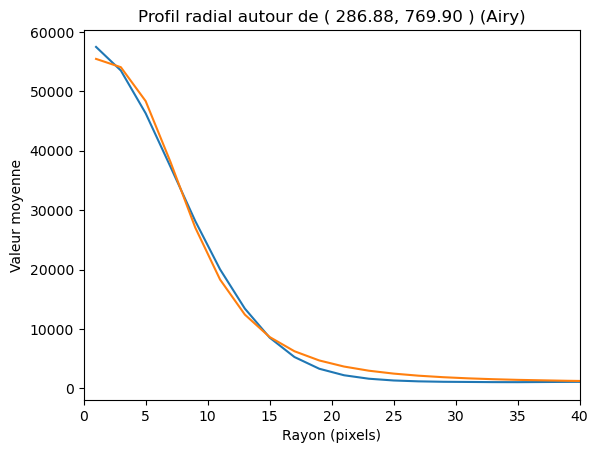 Profil radial autour de ( 286.88, 769.90 ) (Airy)
60000
50000
40000
30000
20000
10000
0
Valeur moyenne
0 5 10 15 20 25 30 35 40
Rayon (pixels)